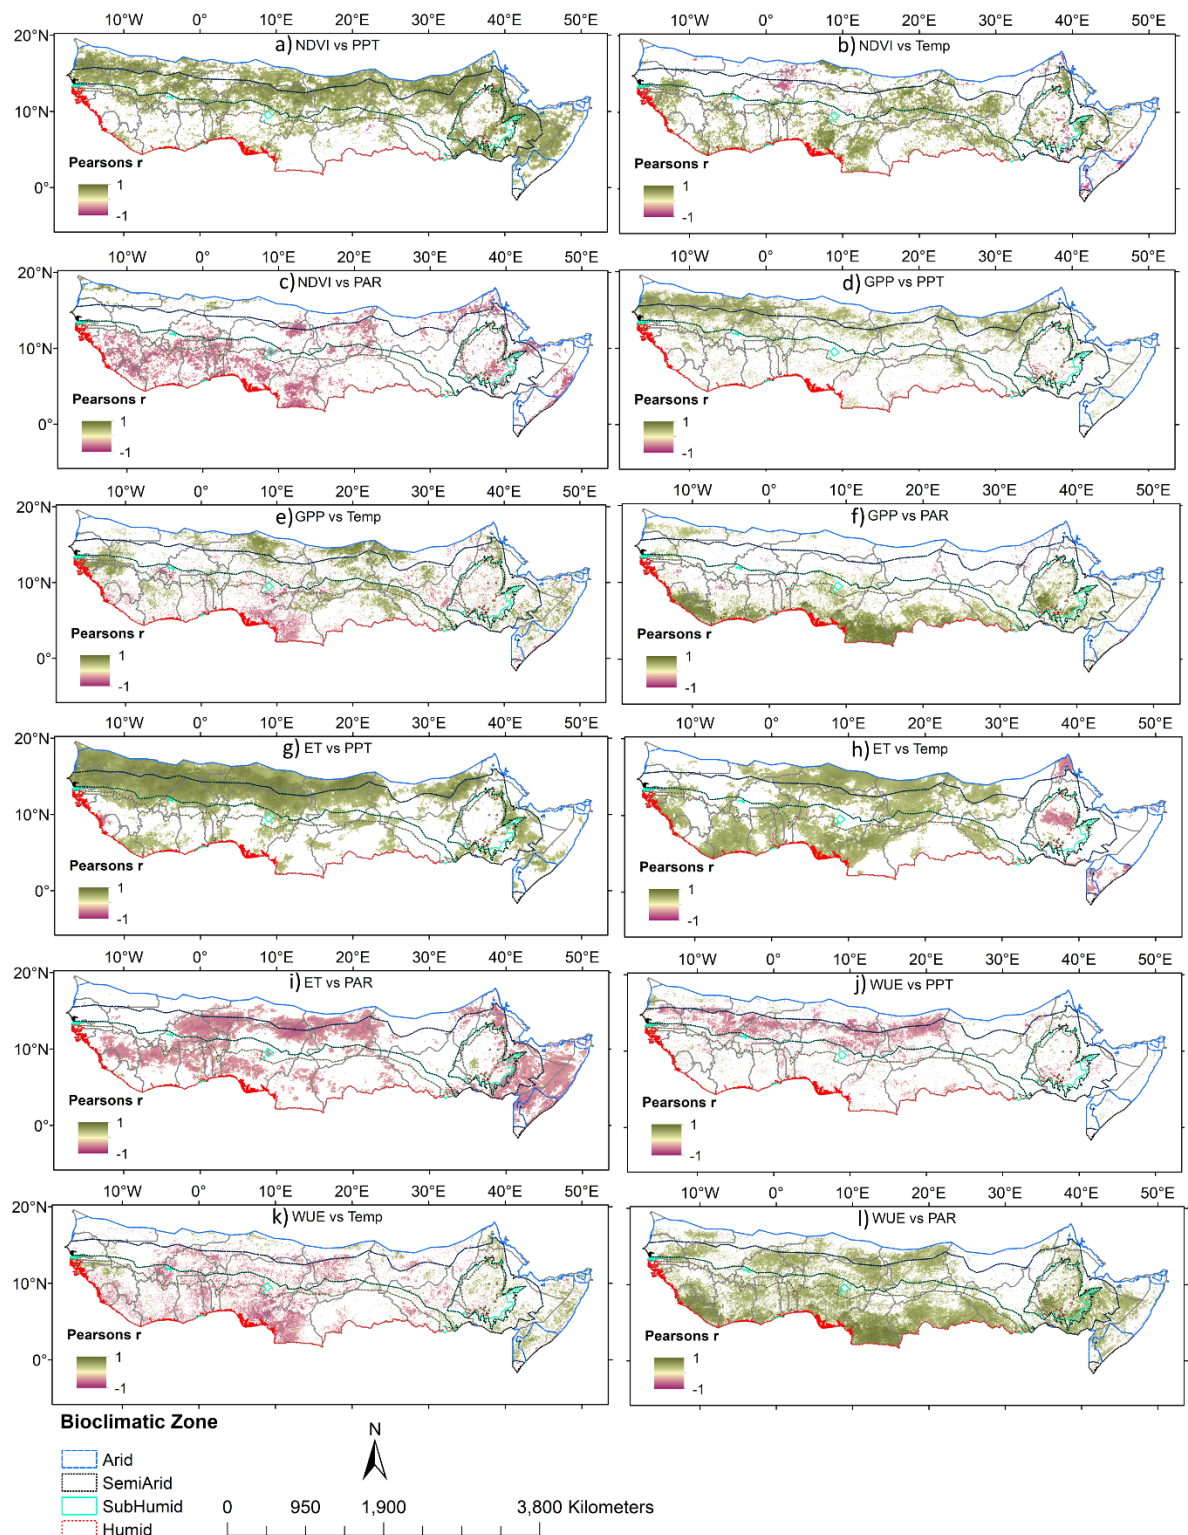 10°W 0° 10°E 20°E 30°E 40°E 50°E 10°W 0° 10°E 20°E 30°E 40°E 50°E
20°N
a) NDVI vs PPT b) NDVI vs Temp
10°N
Pearsons r Pearsons r
0°
1 1
-1 -1
10°W 0° 10°E 20°E 30°E 40°E 50°E 10°W 0° 10°E 20°E 30°E 40°E 50°E
20°N
c) NDVI vs PAR d) GPP vs PPT
10°N
Pearsons r Pearsons r
0°
1 1
-1 -1
10°W 0° 10°E 20°E 30°E 40°E 50°E 10°W 0° 10°E 20°E 30°E 40°E 50°E
20°N
e) GPP vs Temp f) GPP vs PAR
10°N
Pearsons r Pearsons r
0°
1 1
-1 -1
10°W 0° 10°E 20°E 30°E 40°E 50°E 10°W 0° 10°E 20°E 30°E 40°E 50°E
20°N
g) ET vs PPT h) ET vs Temp
10°N
Pearsons r Pearsons r
0°
1 1
-1 -1
10°W 0° 10°E 20°E 30°E 40°E 50°E 10°W 0° 10°E 20°E 30°E 40°E 50°E
20°N
i) ET vs PAR j) WUE vs PPT
10°N
Pearsons r Pearsons r
0°
1 1
-1 -1
10°W 0° 10°E 20°E 30°E 40°E 50°E 10°W 0° 10°E 20°E 30°E 40°E 50°E
20°N
k) WUE vs Temp l) WUE vs PAR
10°N
Pearsons r Pearsons r
0°
1 1
-1 -1
Bioclimatic Zone
N
Arid
SemiArid
SubHumid
Humid
0 950 1,900 3,800 Kilometers